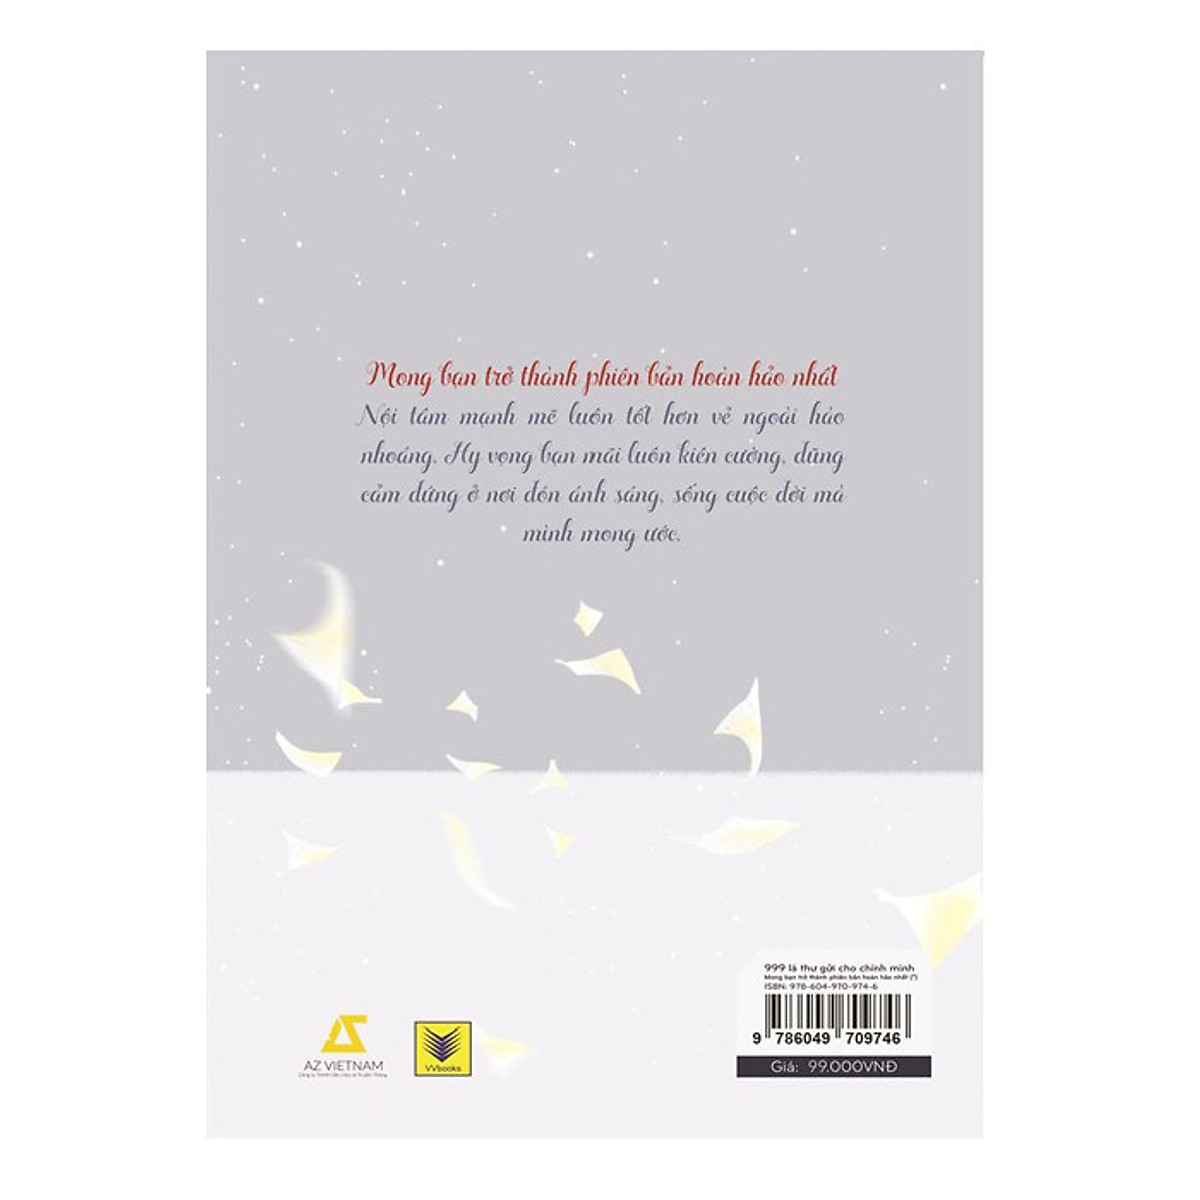 Mong bạn trở thành phiên bản hoàn hảo nhất
Nội tâm mạnh mẽ luôn tốt hơn vẻ ngoài hào
nhoáng. Hy vọng bạn mãi luôn kiên cường, dũng
cảm đứng ở nơi đón ánh sáng, sống cuộc đời mà
mình mong ước.
999 lá thư gửi cho chính mình
Mong bạn trở thành phiên bản hoàn hảo nhất (*)
ISBN: 978-604-970-974-6
9 786049 709746
Giá: 99.000VNĐ
AZ VIETNAM
VVbooks